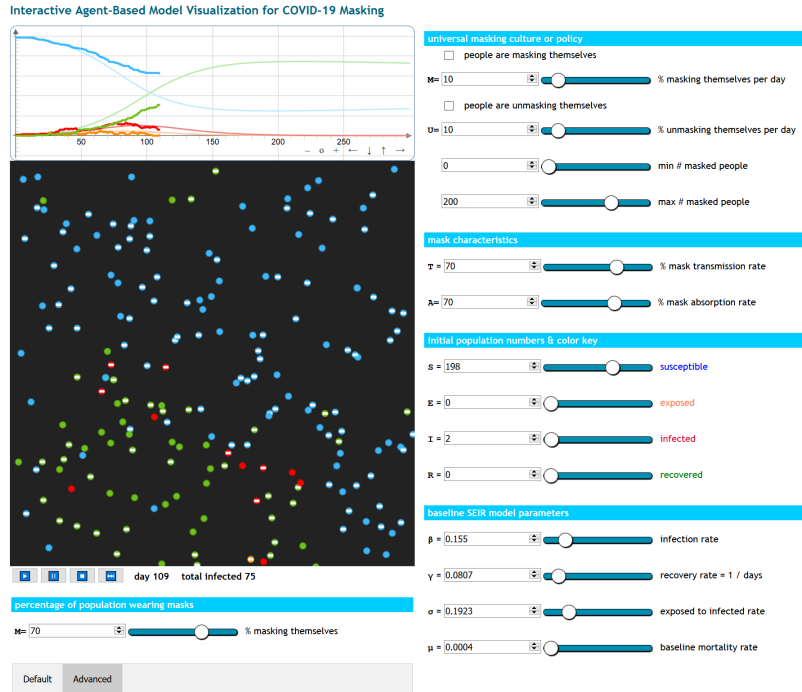 Interactive Agent-Based Model Visualization for COVID-19 Masking
50 100 150 200 250
− o + ← ↓ ↑ →
day 109 total infected 75
percentage of population wearing masks
M= 70 % masking themselves
Default Advanced
universal masking culture or policy
people are masking themselves
M= 10 % masking themselves per day
people are unmasking themselves
U= 10 % unmasking themselves per day
0 min # masked people
200 max # masked people
mask characteristics
T = 70 % mask transmission rate
A= 70 % mask absorption rate
initial population numbers & color key
S = 198 susceptible
E = 0 exposed
I = 2 infected
R = 0 recovered
baseline SEIR model parameters
β = 0.155 infection rate
γ = 0.0807 recovery rate = 1 / days
σ = 0.1923 exposed to infected rate
μ = 0.0004 baseline mortality rate